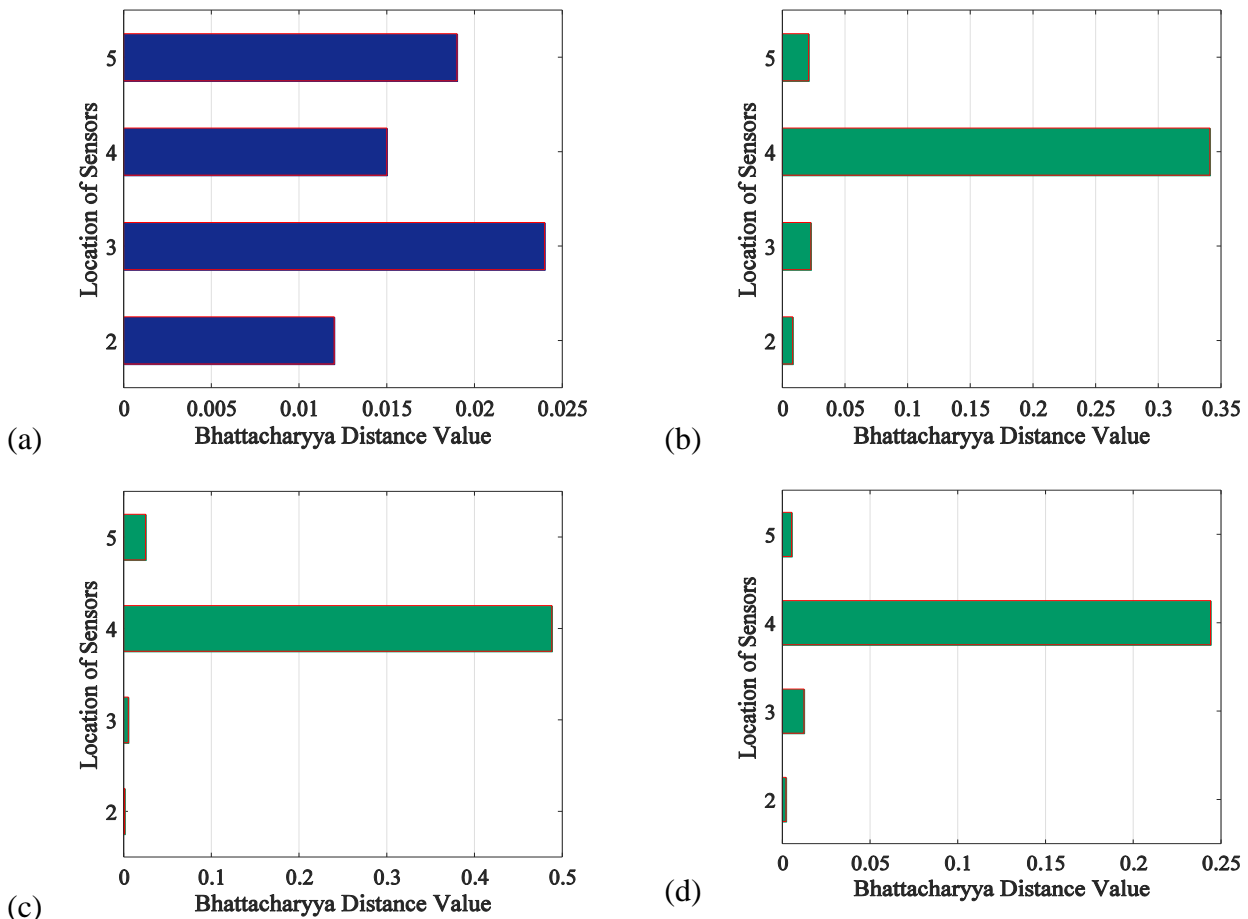 5
4
3
2
Location of Sensors
0 0.005 0.01 0.015 0.02 0.025
Bhattacharyya Distance Value
(a)
5
4
3
2
Location of Sensors
0 0.05 0.1 0.15 0.2 0.25 0.3 0.35
Bhattacharyya Distance Value
(b)
5
4
3
2
Location of Sensors
0 0.1 0.2 0.3 0.4 0.5
Bhattacharyya Distance Value
(c)
5
4
3
2
Location of Sensors
0 0.05 0.1 0.15 0.2 0.25
Bhattacharyya Distance Value
(d)